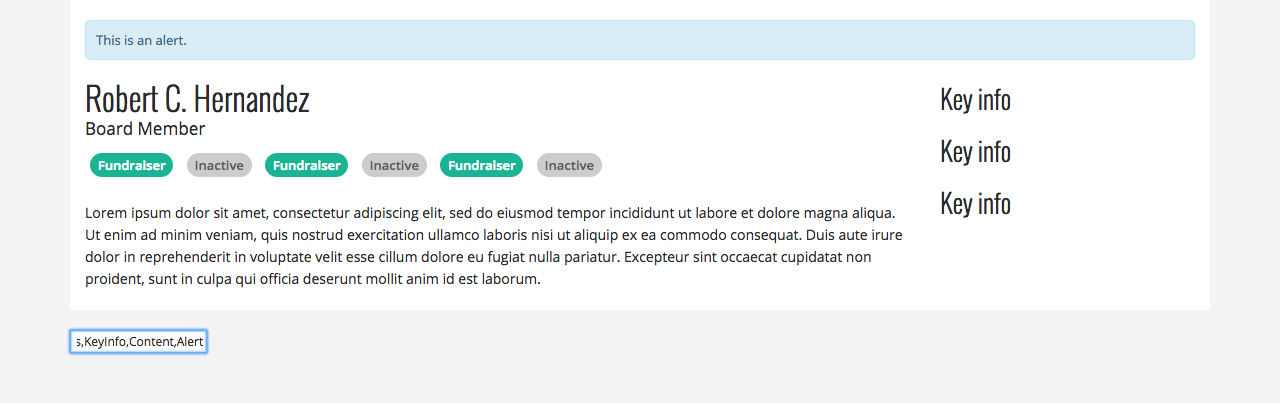 This is an alert.
Robert C. Hernandez
Board Member
Fundraiser Inactive Fundraiser Inactive Fundraiser Inactive
Lorem ipsum dolor sit amet, consectetur adipiscing elit, sed do eiusmod tempor incididunt ut labore et dolore magna aliqua.
Ut enim ad minim veniam, quis nostrud exercitation ullamco laboris nisi ut aliquip ex ea commodo consequat. Duis aute irure
dolor in reprehenderit in voluptate velit esse cillum dolore eu fugiat nulla pariatur. Excepteur sint occaecat cupidatat non
proident, sunt in culpa qui officia deserunt mollit anim id est laborum.
Key info
Key info
Key info
s,KeyInfo,Content,Alert